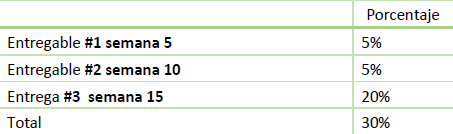 Porcentaje
Entregable #1 semana 5 5%
Entregable #2 semana 10 5%
Entrega #3 semana 15 20%
Total 30%